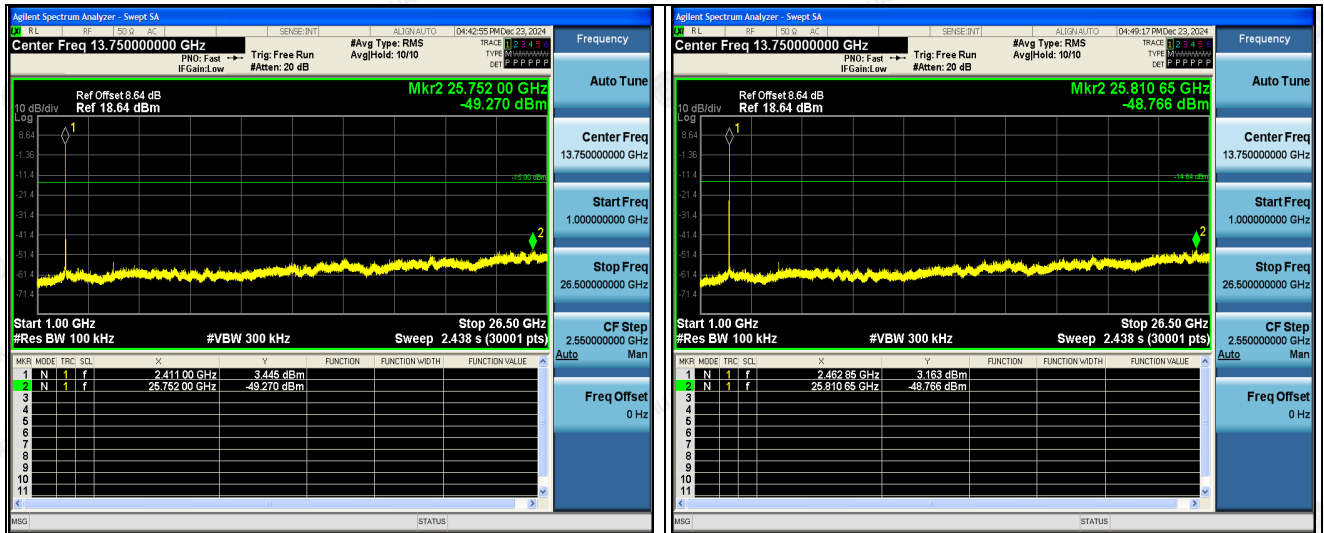 Agilent Spectrum Analyzer - Swept SA
LXI RL RF 50 Ω AC SENSE:INT ALIGNAUTO 04:42:55 PM Dec 23, 2024
Center Freq 13.750000000 GHz
PNO: Fast
IFGain:Low
Trig: Free Run
#Atten: 20 dB
#Avg Type: RMS
Avg|Hold: 10/10
TRACE 1 2 3 4 5 6
TYPE M
DET P P P P P P
Ref Offset 8.64 dB
Ref 18.64 dBm
10 dB/div
Log
Mkr2 25.752 00 GHz
-49.270 dBm
8.64
-1.36
-11.4
-21.4
-31.4
-41.4
-51.4
-61.4
-71.4
1
-15.00 dBm
2
Start 1.00 GHz
Stop 26.50 GHz
#Res BW 100 kHz
#VBW 300 kHz
Sweep 2.438 s (30001 pts)
MKR MODE TRC SCL X Y FUNCTION FUNCTION WIDTH FUNCTION VALUE
1 N 1 f 2.411 00 GHz 3.445 dBm
2 N 1 f 25.752 00 GHz -49.270 dBm
3
4
5
6
7
8
9
10
11
MSG
STATUS
Frequency
Auto Tune
Center Freq
13.750000000 GHz
Start Freq
1.000000000 GHz
Stop Freq
26.500000000 GHz
CF Step
2.550000000 GHz
Auto Man
Freq Offset
0 Hz
Agilent Spectrum Analyzer - Swept SA
LXI RL RF 50 Ω AC SENSE:INT ALIGNAUTO 04:49:17 PM Dec 23, 2024
Center Freq 13.750000000 GHz
PNO: Fast
IFGain:Low
Trig: Free Run
#Atten: 20 dB
#Avg Type: RMS
Avg|Hold: 10/10
TRACE 1 2 3 4 5 6
TYPE M
DET P P P P P P
Ref Offset 8.64 dB
Ref 18.64 dBm
10 dB/div
Log
Mkr2 25.810 65 GHz
-48.766 dBm
8.64
-1.36
-11.4
-21.4
-31.4
-41.4
-51.4
-61.4
-71.4
1
-14.84 dBm
2
Start 1.00 GHz
Stop 26.50 GHz
#Res BW 100 kHz
#VBW 300 kHz
Sweep 2.438 s (30001 pts)
MKR MODE TRC SCL X Y FUNCTION FUNCTION WIDTH FUNCTION VALUE
1 N 1 f 2.462 85 GHz 3.163 dBm
2 N 1 f 25.810 65 GHz -48.766 dBm
3
4
5
6
7
8
9
10
11
MSG
STATUS
Frequency
Auto Tune
Center Freq
13.750000000 GHz
Start Freq
1.000000000 GHz
Stop Freq
26.500000000 GHz
CF Step
2.550000000 GHz
Auto Man
Freq Offset
0 Hz